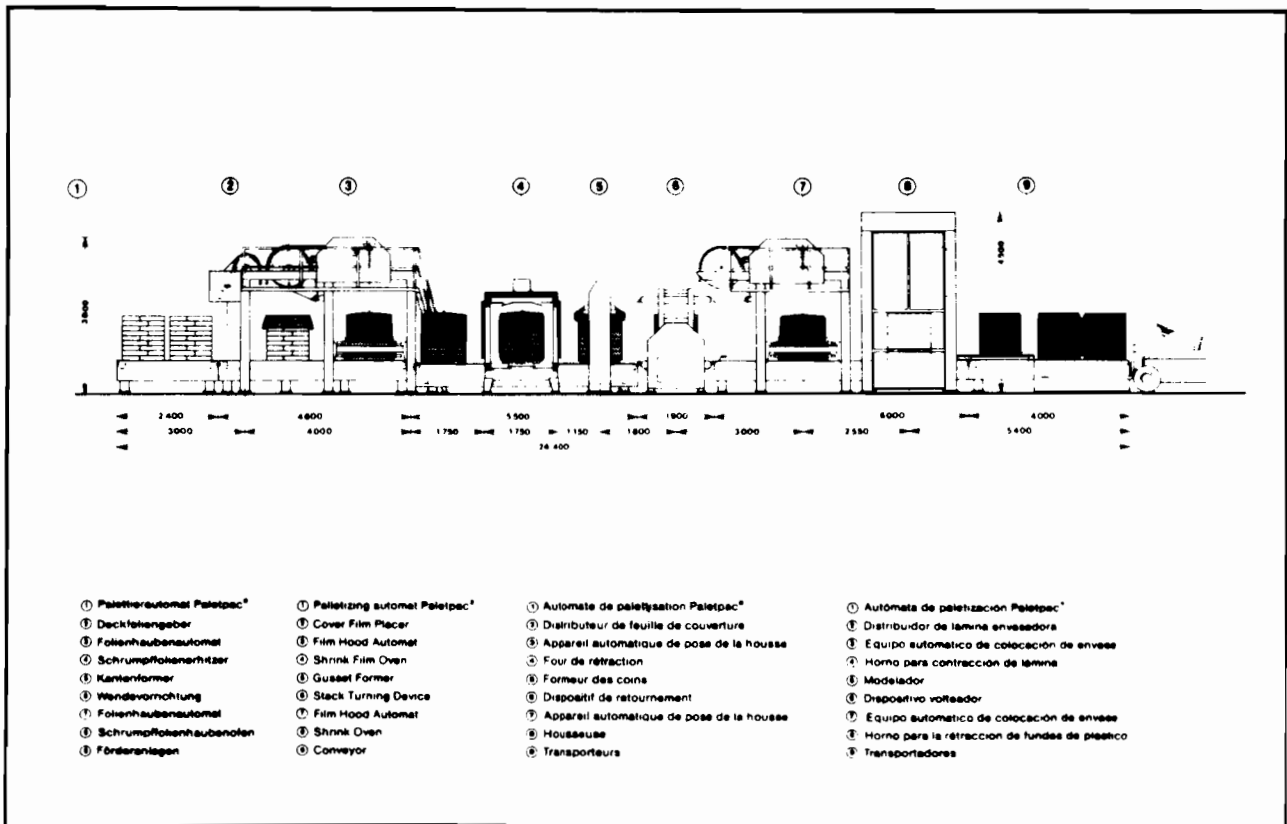 ① ② ③ ④ ⑤ ⑥ ⑦ ⑧ ⑨
4500
3800
2400 4800 5500 1900 6000 4000
3000 4000 1750 1750 1150 1800 3000 2550 5400
24.400
① Palettierautomat Paletpac®
② Deckfoliengeber
③ Folienhaubenautomat
④ Schrumpffolienerhitzer
⑤ Kantenformer
⑥ Wendevorrichtung
⑦ Folienhaubenautomat
⑧ Schrumpffolienhaubenofen
⑨ Förderanlagen
① Palletizing automat Paletpac®
② Cover Film Placer
③ Film Hood Automat
④ Shrink Film Oven
⑤ Gusset Former
⑥ Stack Turning Device
⑦ Film Hood Automat
⑧ Shrink Oven
⑨ Conveyor
① Automate de palettysation Paletpac®
② Distributeur de feuille de couverture
③ Appareil automatique de pose de la housse
④ Four de rétraction
⑤ Formeur des coins
⑥ Dispositif de retournement
⑦ Appareil automatique de pose de la housse
⑧ Housseuse
⑨ Transporteurs
① Autómata de paletización Paletpac®
② Distribuidor de lámina envasadora
③ Equipo automatico de colocación de envase
④ Horno para contracción de lámina
⑤ Modelador
⑥ Dispositivo volteador
⑦ Equipo automatico de colocación de envase
⑧ Horno para la retracción de fundas de plastico
⑨ Transportadores